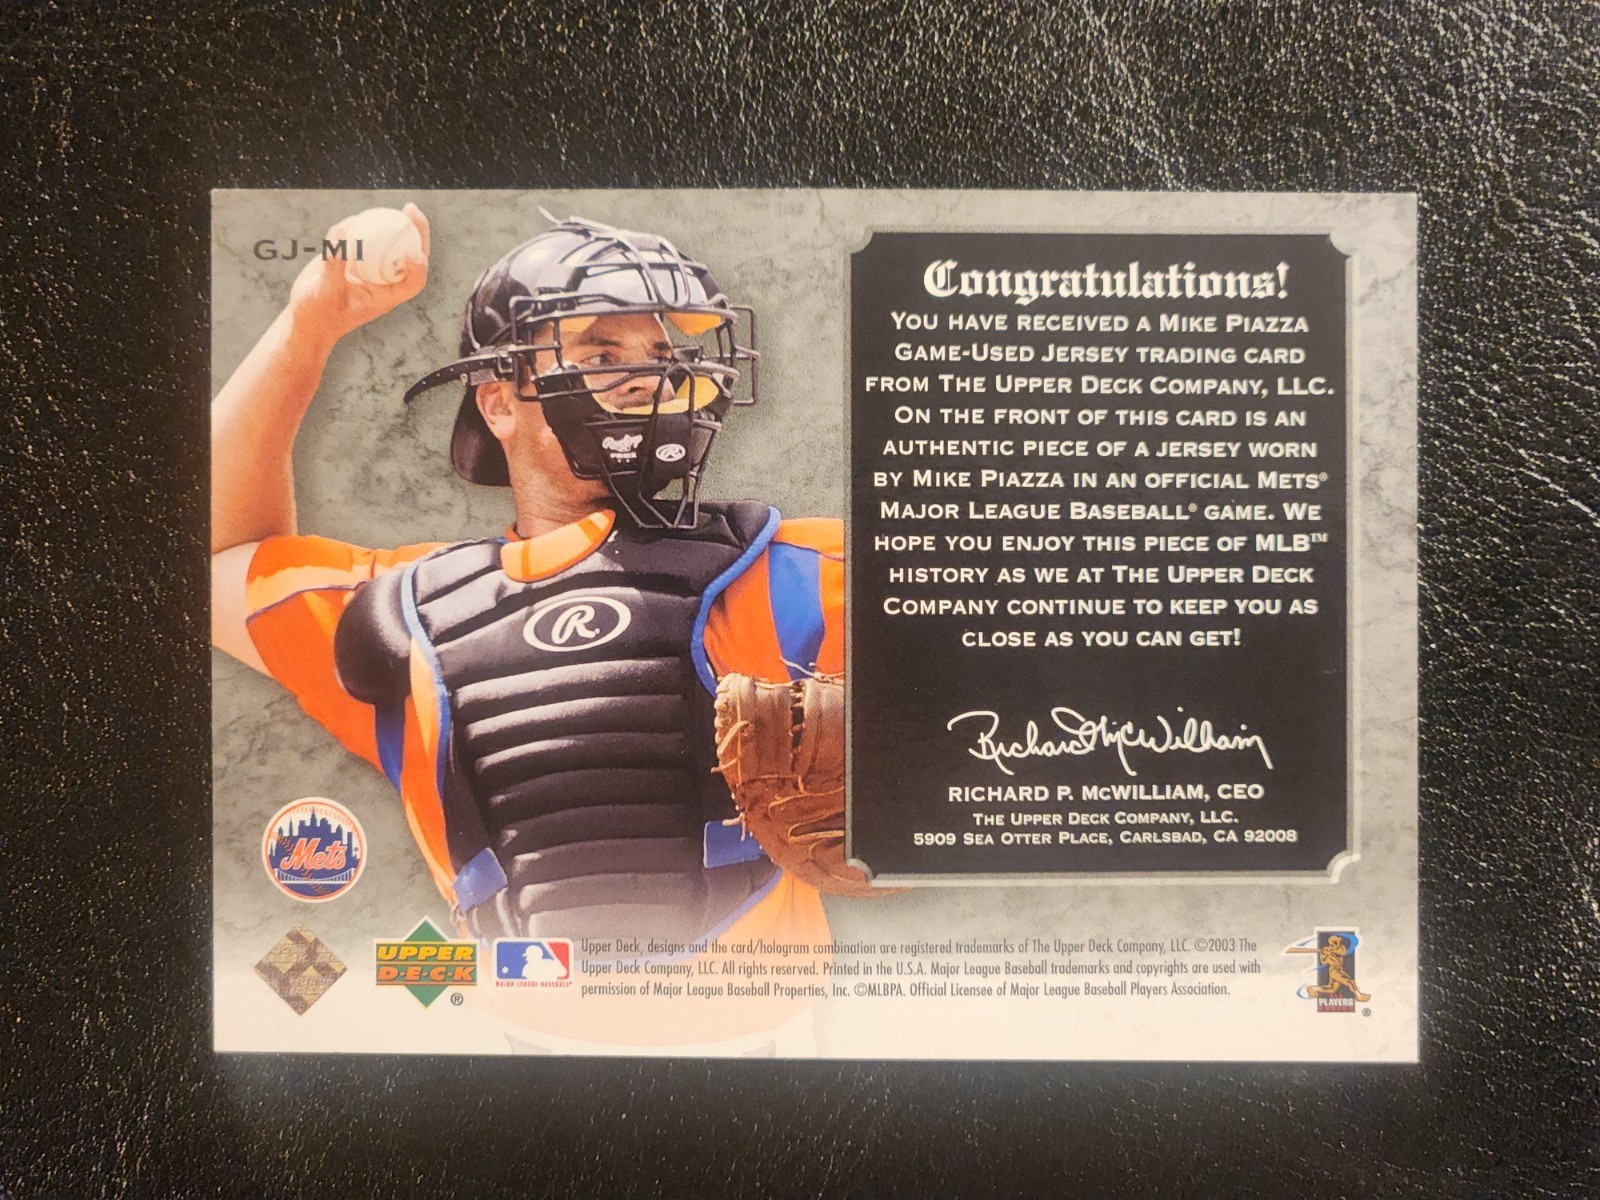 GJ-MI
Congratulations!
YOU HAVE RECEIVED A MIKE PIAZZA
GAME-USED JERSEY TRADING CARD
FROM THE UPPER DECK COMPANY, LLC.
ON THE FRONT OF THIS CARD IS AN
AUTHENTIC PIECE OF A JERSEY WORN
BY MIKE PIAZZA IN AN OFFICIAL METS®
MAJOR LEAGUE BASEBALL® GAME. WE
HOPE YOU ENJOY THIS PIECE OF MLB™
HISTORY AS WE AT THE UPPER DECK
COMPANY CONTINUE TO KEEP YOU AS
CLOSE AS YOU CAN GET!
Richard P. McWilliam
RICHARD P. McWILLIAM, CEO
THE UPPER DECK COMPANY, LLC.
5909 SEA OTTER PLACE, CARLSBAD, CA 92008
Rawlings
R
R
Mets
UPPER
D·E·C·K
®
MAJOR LEAGUE BASEBALL®
Upper Deck, designs and the card/hologram combination are registered trademarks of The Upper Deck Company, LLC. ©2003 The
Upper Deck Company, LLC. All rights reserved. Printed in the U.S.A. Major League Baseball trademarks and copyrights are used with
permission of Major League Baseball Properties, Inc. ©MLBPA. Official Licensee of Major League Baseball Players Association.
PLAYERS
CHOICE
®